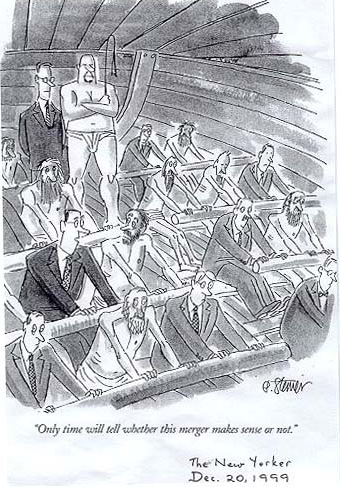 P. Steiner
"Only time will tell whether this merger makes sense or not."
The New Yorker
Dec. 20, 1999